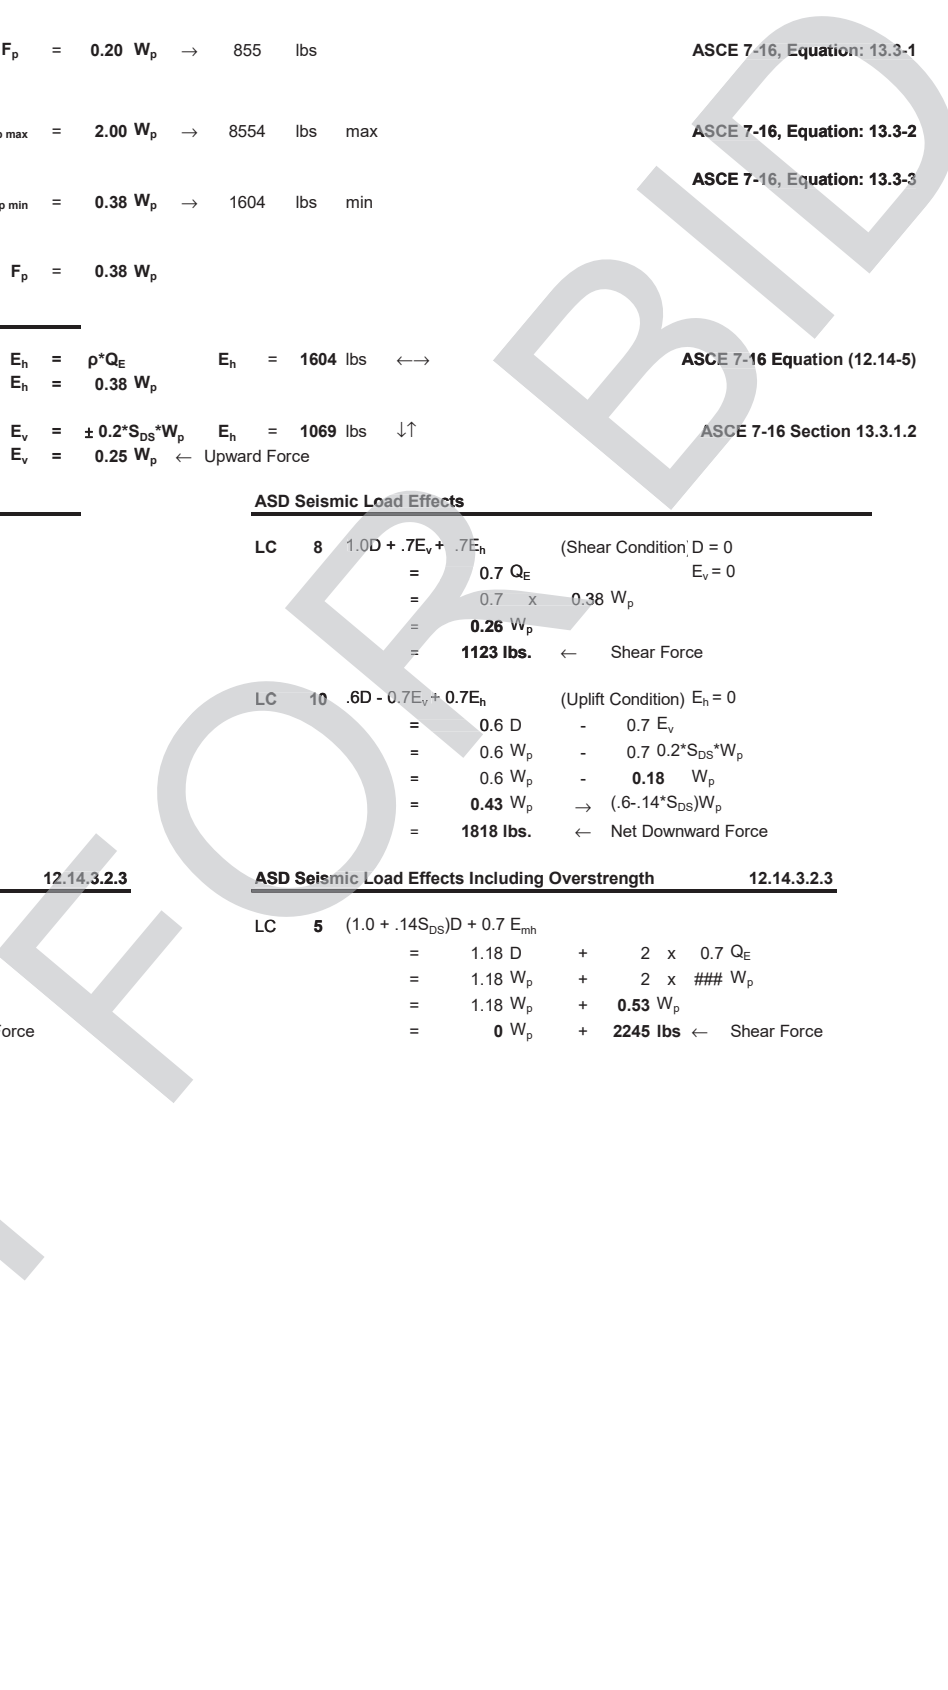 Fp = 0.20 Wp → 855 lbs ASCE 7-16, Equation: 13.3-1
p max = 2.00 Wp → 8554 lbs max ASCE 7-16, Equation: 13.3-2
ASCE 7-16, Equation: 13.3-3
p min = 0.38 Wp → 1604 lbs min
Fp = 0.38 Wp
Eh = ρ*QE Eh = 1604 lbs ←→ ASCE 7-16 Equation (12.14-5)
Eh = 0.38 Wp
Ev = ± 0.2*SDS*Wp Eh = 1069 lbs ↓↑ ASCE 7-16 Section 13.3.1.2
Ev = 0.25 Wp ← Upward Force
ASD Seismic Load Effects
LC 8 1.0D + .7Ev + .7Eh (Shear Condition) D = 0
= 0.7 QE Ev = 0
= 0.7 x 0.38 Wp
= 0.26 Wp
= 1123 lbs. ← Shear Force
LC 10 .6D - 0.7Ev + 0.7Eh (Uplift Condition) Eh = 0
= 0.6 D - 0.7 Ev
= 0.6 Wp - 0.7 0.2*SDS*Wp
= 0.6 Wp - 0.18 Wp
= 0.43 Wp → (.6-.14*SDS)Wp
= 1818 lbs. ← Net Downward Force
12.14.3.2.3 ASD Seismic Load Effects Including Overstrength 12.14.3.2.3
LC 5 (1.0 + .14SDS)D + 0.7 Emh
= 1.18 D + 2 x 0.7 QE
= 1.18 Wp + 2 x ### Wp
= 1.18 Wp + 0.53 Wp
orce = 0 Wp + 2245 lbs ← Shear Force
FOR BID